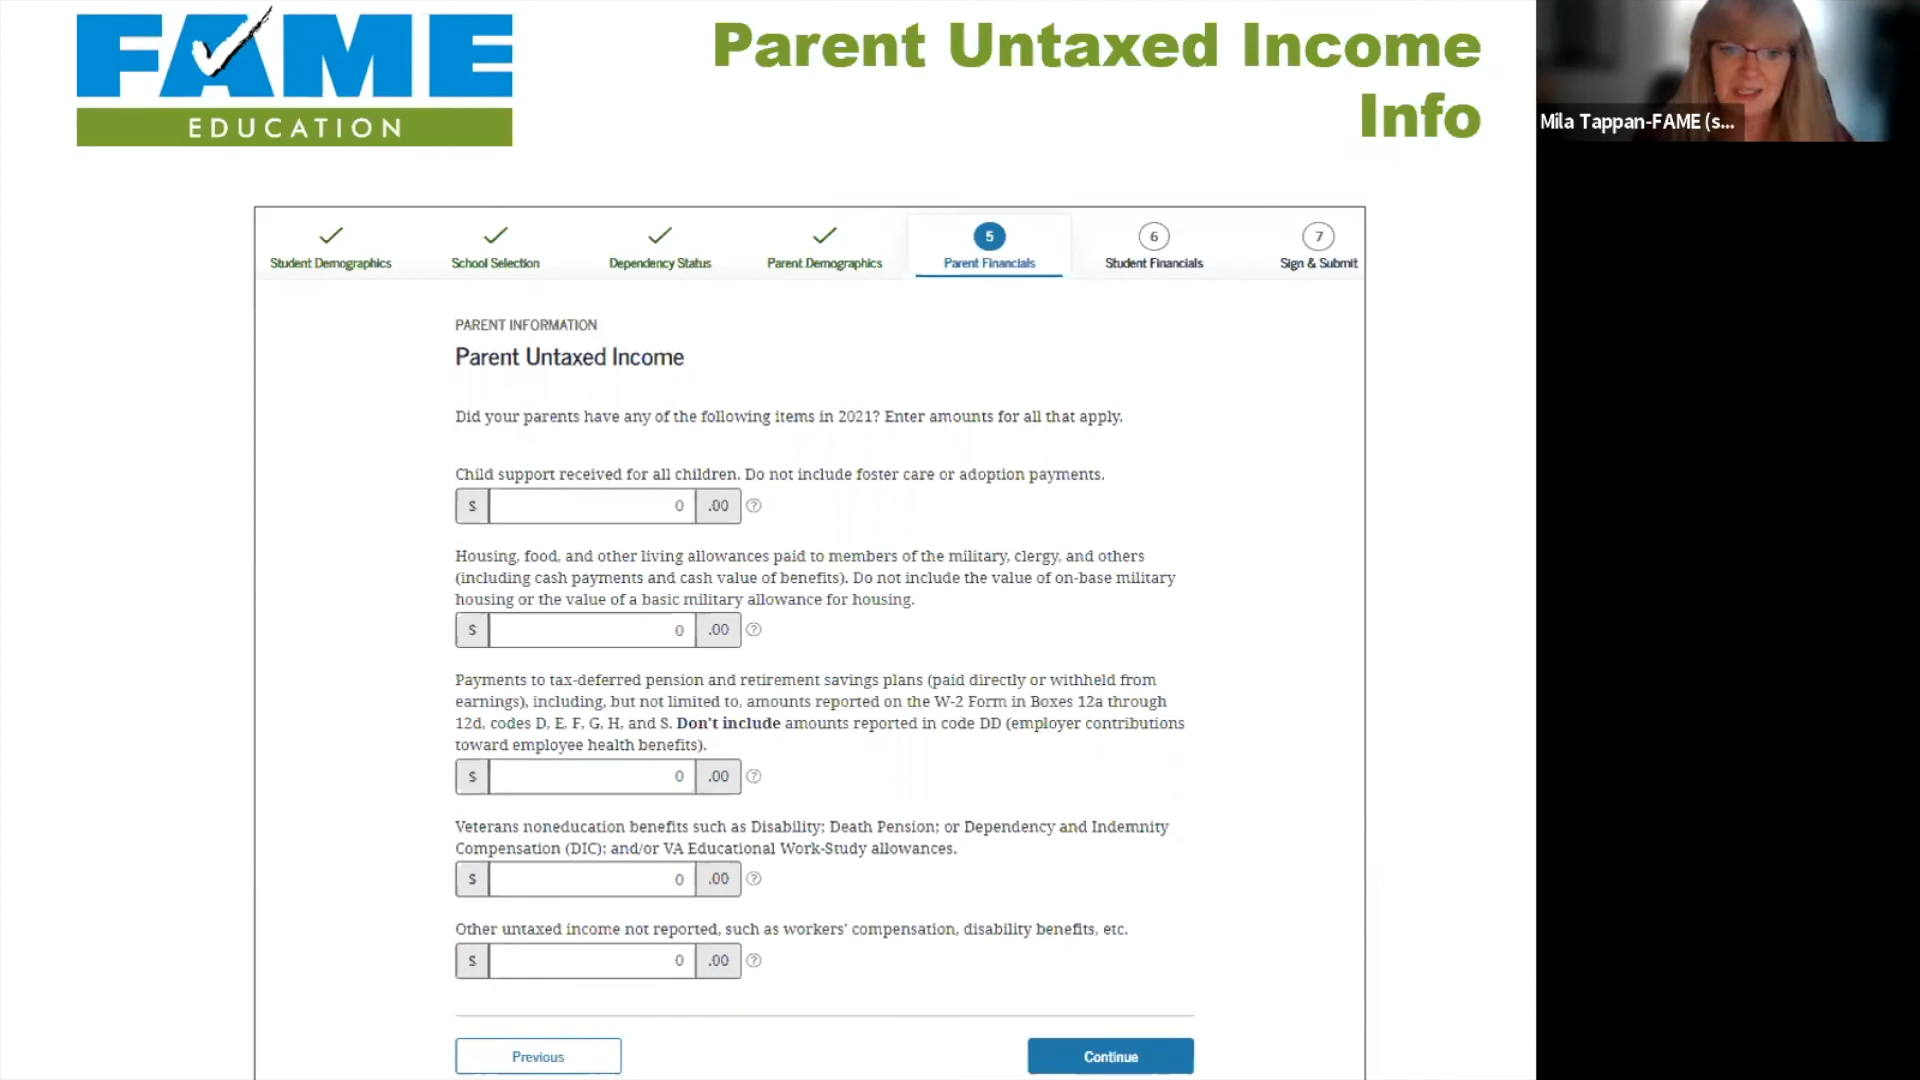 FAME
EDUCATION
Parent Untaxed Income
Info
Mila Tappan-FAME (s...
5
6
7
Student Demographics
School Selection
Dependency Status
Parent Demographics
Parent Financials
Student Financials
Sign & Submit
PARENT INFORMATION
Parent Untaxed Income
Did your parents have any of the following items in 2021? Enter amounts for all that apply.
Child support received for all children. Do not include foster care or adoption payments.
$ 0 .00 ?
Housing, food, and other living allowances paid to members of the military, clergy, and others
(including cash payments and cash value of benefits). Do not include the value of on-base military
housing or the value of a basic military allowance for housing.
$ 0 .00 ?
Payments to tax-deferred pension and retirement savings plans (paid directly or withheld from
earnings), including, but not limited to, amounts reported on the W-2 Form in Boxes 12a through
12d, codes D, E, F, G, H, and S. Don't include amounts reported in code DD (employer contributions
toward employee health benefits).
$ 0 .00 ?
Veterans noneducation benefits such as Disability; Death Pension; or Dependency and Indemnity
Compensation (DIC); and/or VA Educational Work-Study allowances.
$ 0 .00 ?
Other untaxed income not reported, such as workers' compensation, disability benefits, etc.
$ 0 .00 ?
Previous
Continue